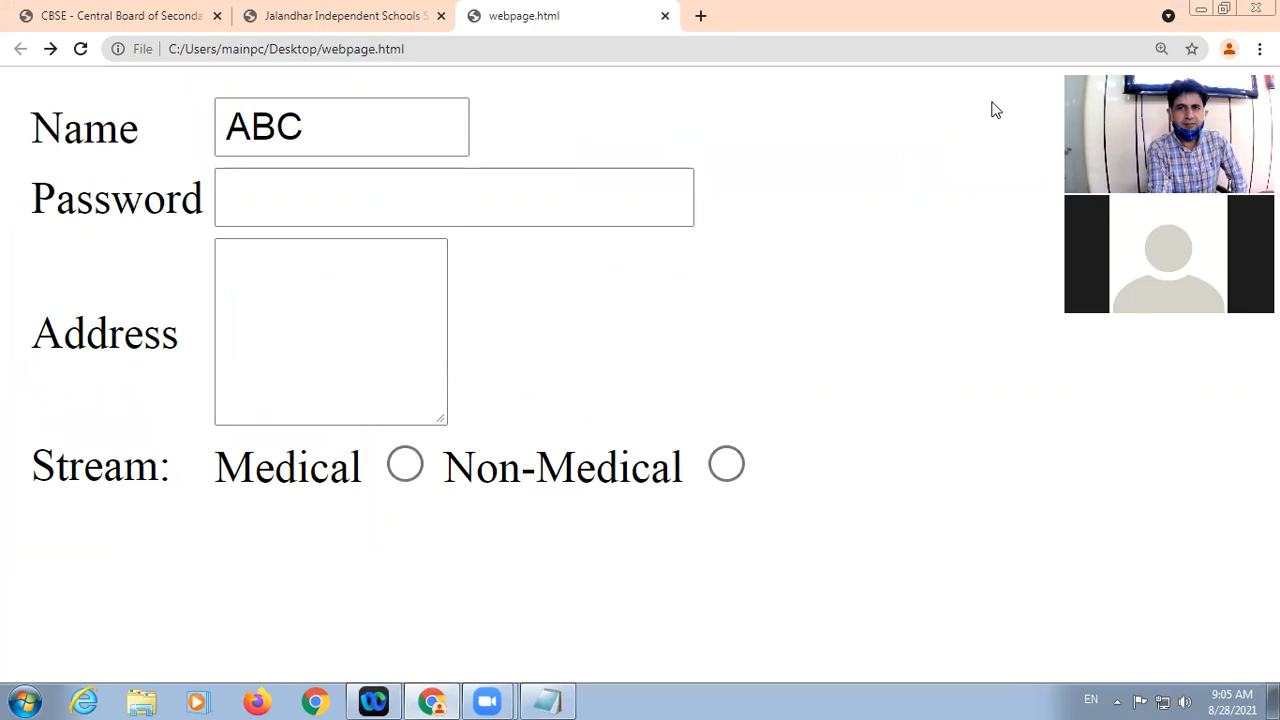 CBSE - Central Board of Seconda
Jalandhar Independent Schools S
webpage.html
File
C:/Users/mainpc/Desktop/webpage.html
Name
ABC
Password
Address
Stream:
Medical
Non-Medical
EN
9:05 AM
8/28/2021